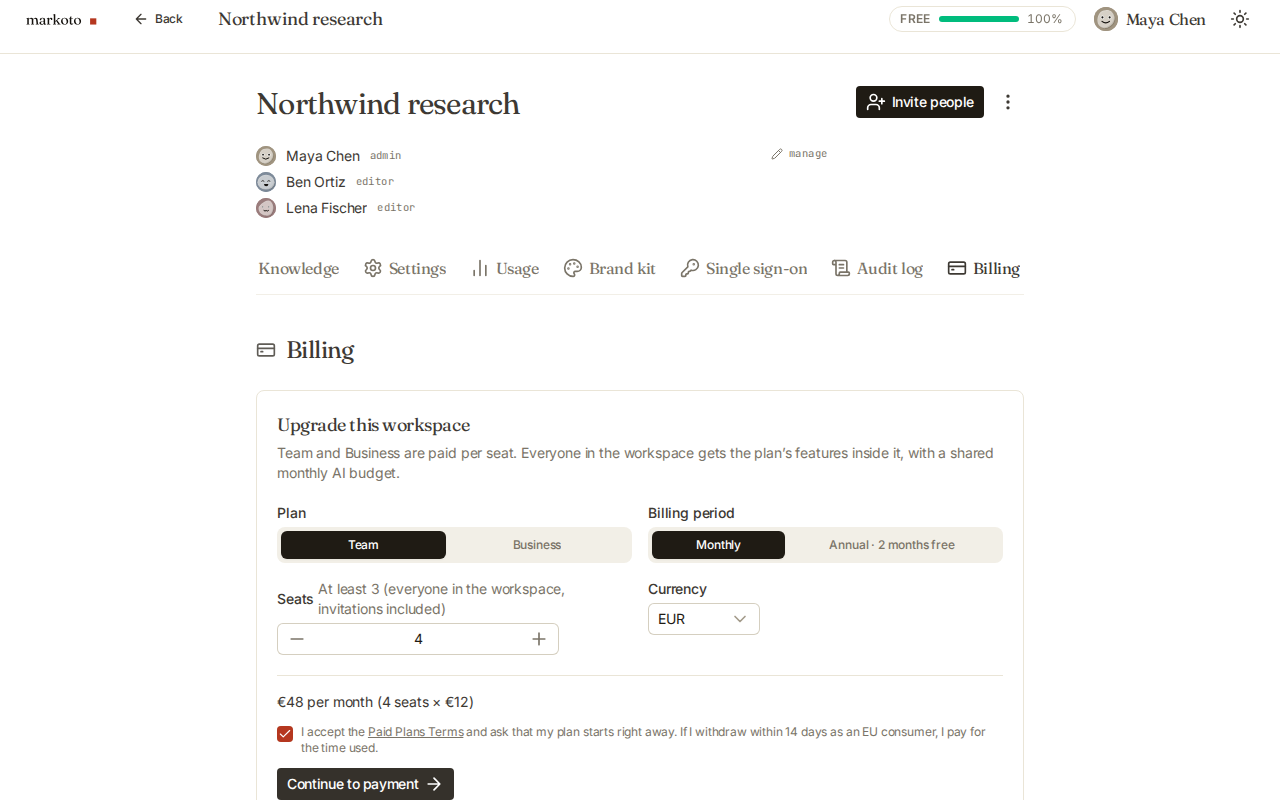 markoto
Back
Northwind research
FREE
100%
Maya Chen
Northwind research
Invite people
Maya Chen admin
manage
Ben Ortiz editor
Lena Fischer editor
Knowledge Settings Usage Brand kit Single sign-on Audit log Billing
Billing
Upgrade this workspace
Team and Business are paid per seat. Everyone in the workspace gets the plan’s features inside it, with a shared
monthly AI budget.
Plan
Team Business
Billing period
Monthly Annual · 2 months free
Seats At least 3 (everyone in the workspace,
invitations included)
4
Currency
EUR
€48 per month (4 seats × €12)
I accept the Paid Plans Terms and ask that my plan starts right away. If I withdraw within 14 days as an EU consumer, I pay for
the time used.
Continue to payment